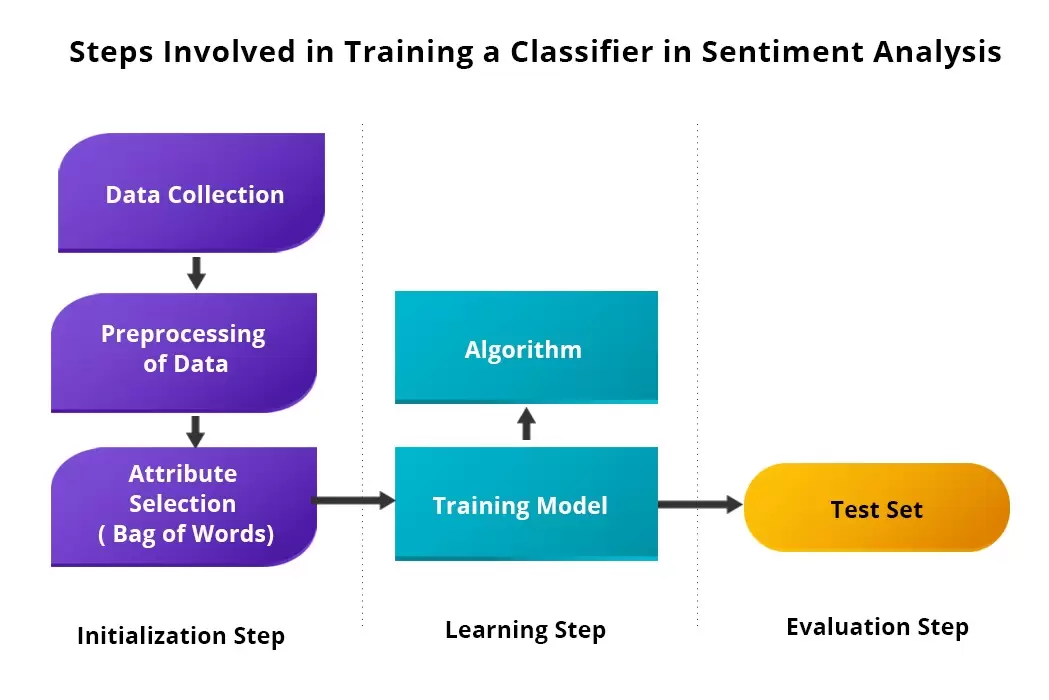 Steps Involved in Training a Classifier in Sentiment Analysis
Data Collection
Preprocessing
of Data
Attribute
Selection
( Bag of Words)
Initialization Step
Algorithm
Training Model
Learning Step
Test Set
Evaluation Step